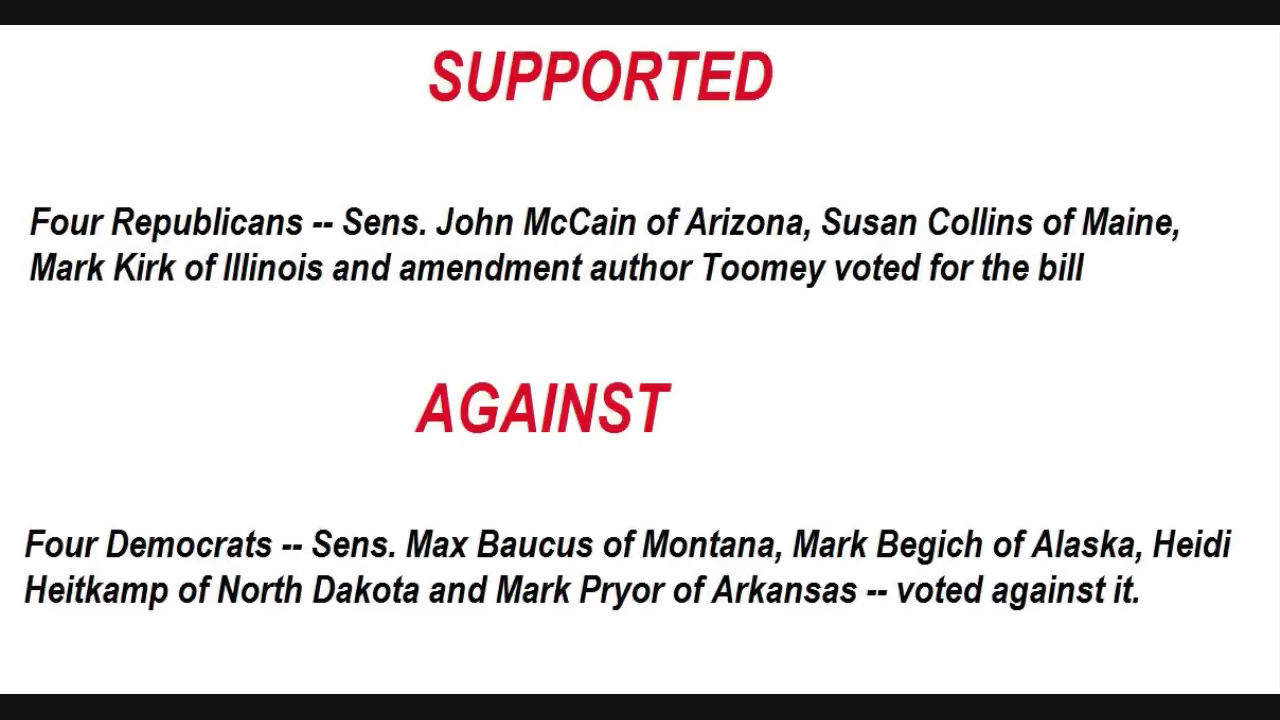 SUPPORTED
Four Republicans -- Sens. John McCain of Arizona, Susan Collins of Maine,
Mark Kirk of Illinois and amendment author Toomey voted for the bill
AGAINST
Four Democrats -- Sens. Max Baucus of Montana, Mark Begich of Alaska, Heidi
Heitkamp of North Dakota and Mark Pryor of Arkansas -- voted against it.